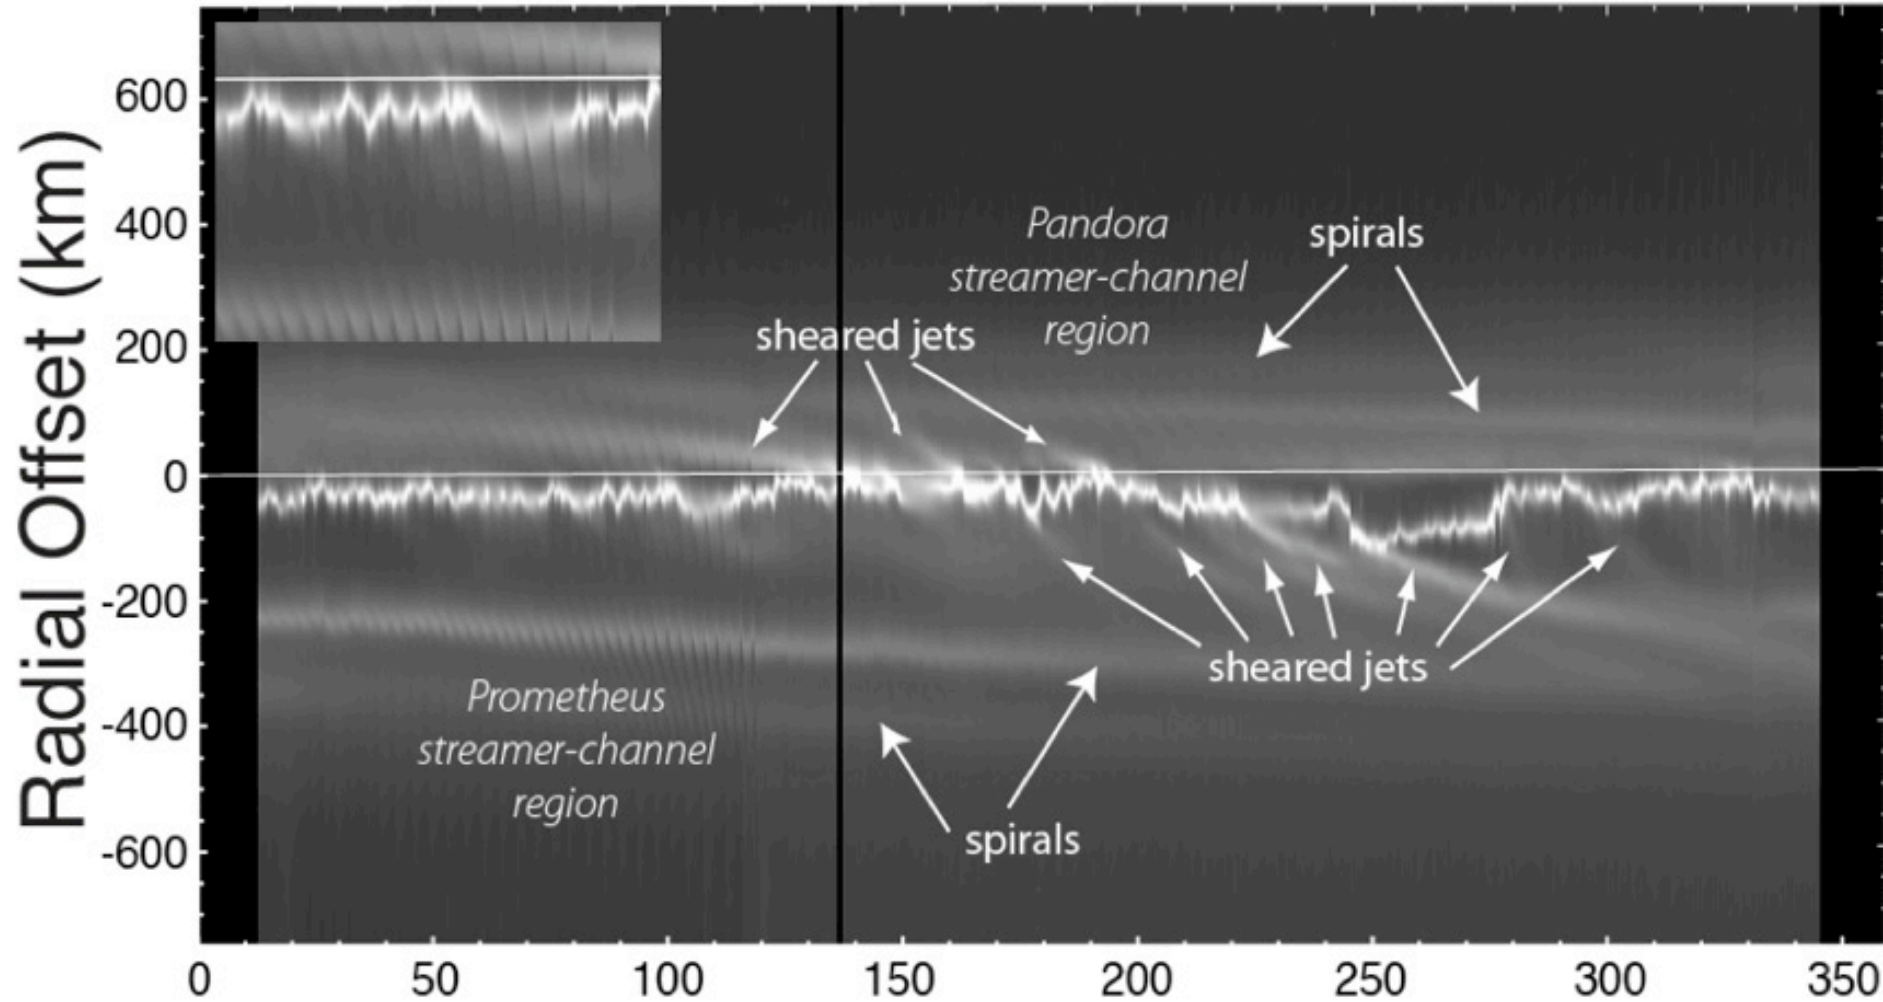 Radial Offset (km)
600
400
200
0
-200
-400
-600
Pandora
streamer-channel
region
spirals
sheared jets
Prometheus
streamer-channel
region
sheared jets
spirals
0 50 100 150 200 250 300 350